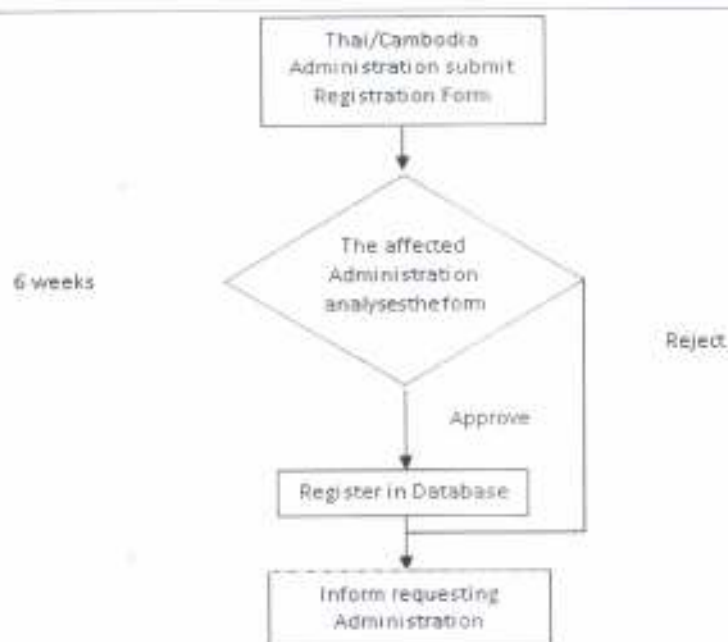 Thai/Cambodia
Administration submit
Registration Form
The affected
Administration
analysestheform
6 weeks
Reject
Approve
Register in Database
Inform requesting
Administration